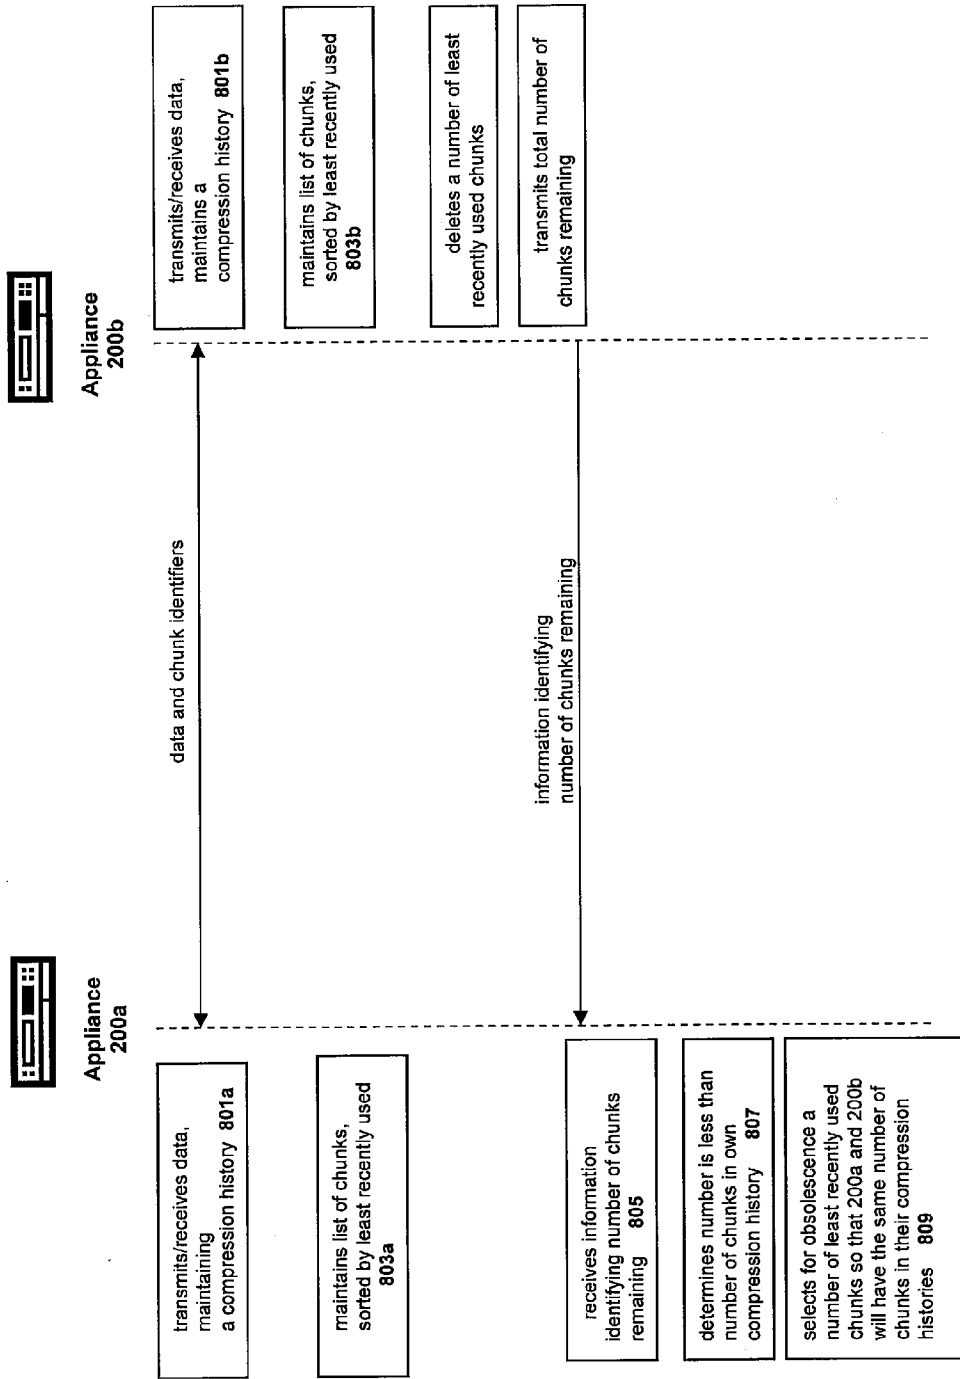 Appliance
200a
Appliance
200b
transmits/receives data,
maintaining
a compression history 801a
data and chunk identifiers
transmits/receives data,
maintains a
compression history 801b
maintains list of chunks,
sorted by least recently used
803a
maintains list of chunks,
sorted by least recently used
803b
deletes a number of least
recently used chunks
transmits total number of
chunks remaining
information identifying
number of chunks remaining
receives information
identifying number of chunks
remaining 805
determines number is less than
number of chunks in own
compression history 807
selects for obsolescence a
number of least recently used
chunks so that 200a and 200b
will have the same number of
chunks in their compression
histories 809